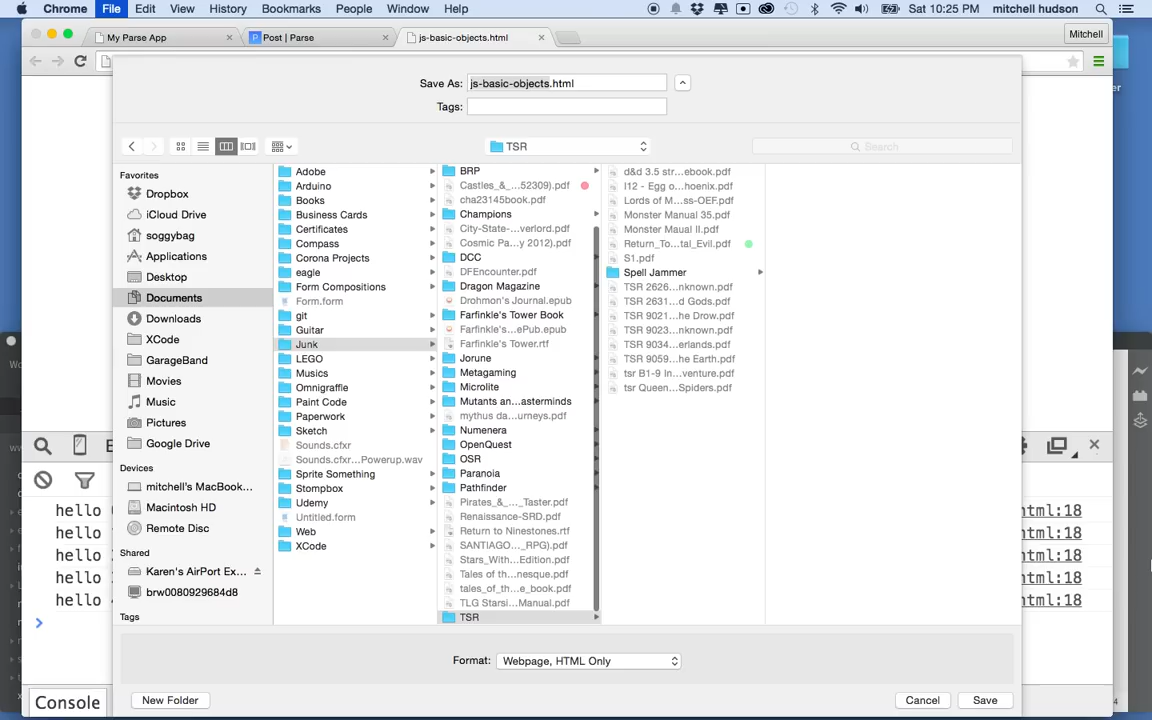 Chrome File Edit View History Bookmarks People Window Help Sat 10:25 PM mitchell hudson
My Parse App
Post | Parse
js-basic-objects.html
Mitchell
Save As: js-basic-objects.html
Tags:
TSR
Search
Favorites
Dropbox
iCloud Drive
soggybag
Applications
Desktop
Documents
Downloads
XCode
GarageBand
Movies
Music
Pictures
Google Drive
Devices
mitchell's MacBook...
Macintosh HD
Remote Disc
Shared
Karen's AirPort Ex...
brw0080929684d8
Tags
Adobe
Arduino
Books
Business Cards
Certificates
Compass
Corona Projects
eagle
Form Compositions
Form.form
git
Guitar
Junk
LEGO
Musics
Omnigraffle
Paint Code
Paperwork
Sketch
Sounds.cfxr
Sounds.cfxr....Powerup.wav
Sprite Something
Stompbox
Udemy
Untitled.form
Web
XCode
BRP
Castles_&_...52309).pdf
cha23145book.pdf
Champions
City-State-...verlord.pdf
Cosmic Pa...y 2012).pdf
DCC
DFEncounter.pdf
Dragon Magazine
Drohmon's Journal.epub
Farfinkle's Tower Book
Farfinkle's...ePub.epub
Farfinkle's Tower.rtf
Jorune
Metagaming
Microlite
Mutants an...asterminds
mythus da...urneys.pdf
Numenera
OpenQuest
OSR
Paranoia
Pathfinder
Pirates_&_..._Taster.pdf
Renaissance-SRD.pdf
Return to Ninestones.rtf
SANTIAGO..._RPG).pdf
Stars_With...Edition.pdf
Tales of th...nesque.pdf
tales_of_th...e_book.pdf
TLG Starsi...Manual.pdf
TSR
d&d 3.5 str...ebook.pdf
I12 - Egg o...hoenix.pdf
Lords of M...ss-OEF.pdf
Monster Manual 35.pdf
Monster Maual II.pdf
Return_To...tal_Evil.pdf
S1.pdf
Spell Jammer
TSR 2626...nknown.pdf
TSR 2631...d Gods.pdf
TSR 9021...he Drow.pdf
TSR 9023...nknown.pdf
TSR 9034...erlands.pdf
TSR 9059...he Earth.pdf
tsr B1-9 In...venture.pdf
tsr Queen...Spiders.pdf
hello
html:18
hello
html:18
hello
html:18
hello
html:18
hello
html:18
Format: Webpage, HTML Only
New Folder
Cancel
Save
Console